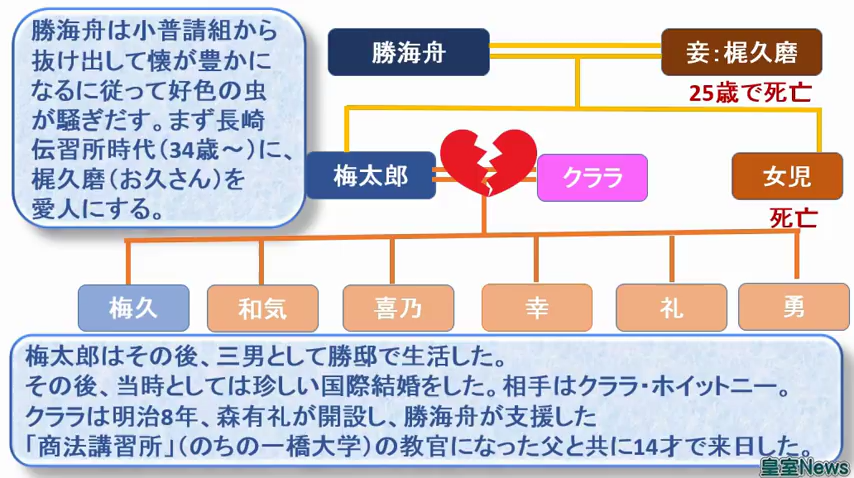 勝海舟は小普請組から
抜け出して懐が豊かに
なるに従って好色の虫
が騒ぎだす。まず長崎
伝習所時代(34歳~)に、
梶久磨(お久さん)を
愛人にする。
勝海舟
妾:梶久磨
25歳で死亡
梅太郎
クララ
女児
死亡
梅久
和気
喜乃
幸
礼
勇
梅太郎はその後、三男として勝邸で生活した。
その後、当時としては珍しい国際結婚をした。相手はクララ・ホイットニー。
クララは明治8年、森有礼が開設し、勝海舟が支援した
「商法講習所」(のちの一橋大学)の教官になった父と共に14才で来日した。
皇室News